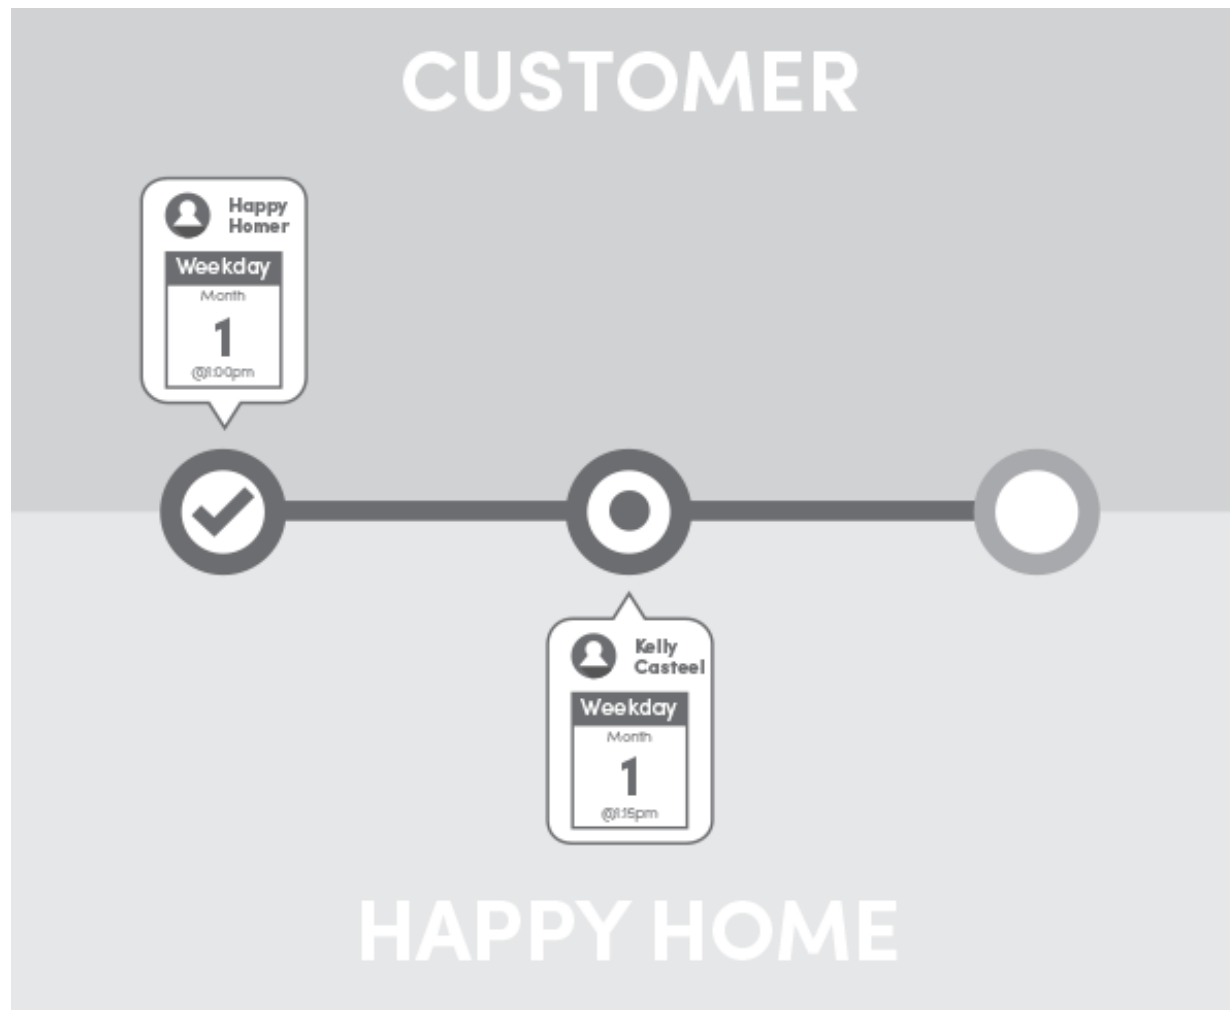 CUSTOMER
Happy
Homer
Weekday
Month
1
@1:00pm
Kelly
Casteel
Weekday
Month
1
@1:15pm
HAPPY HOME